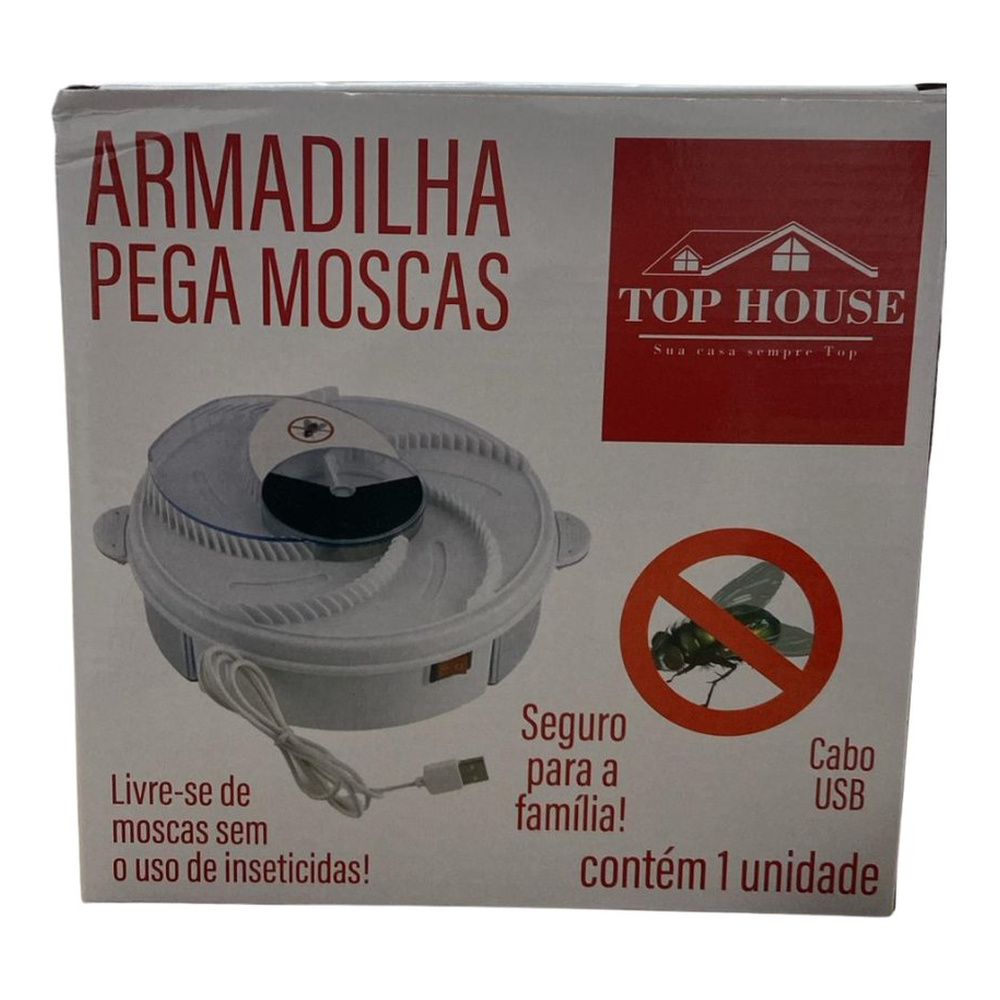 ARMADILHA
PEGA MOSCAS
TOP HOUSE
Sua casa sempre Top
Livre-se de
moscas sem
o uso de inseticidas!
Seguro
para a
família!
Cabo
USB
contém 1 unidade